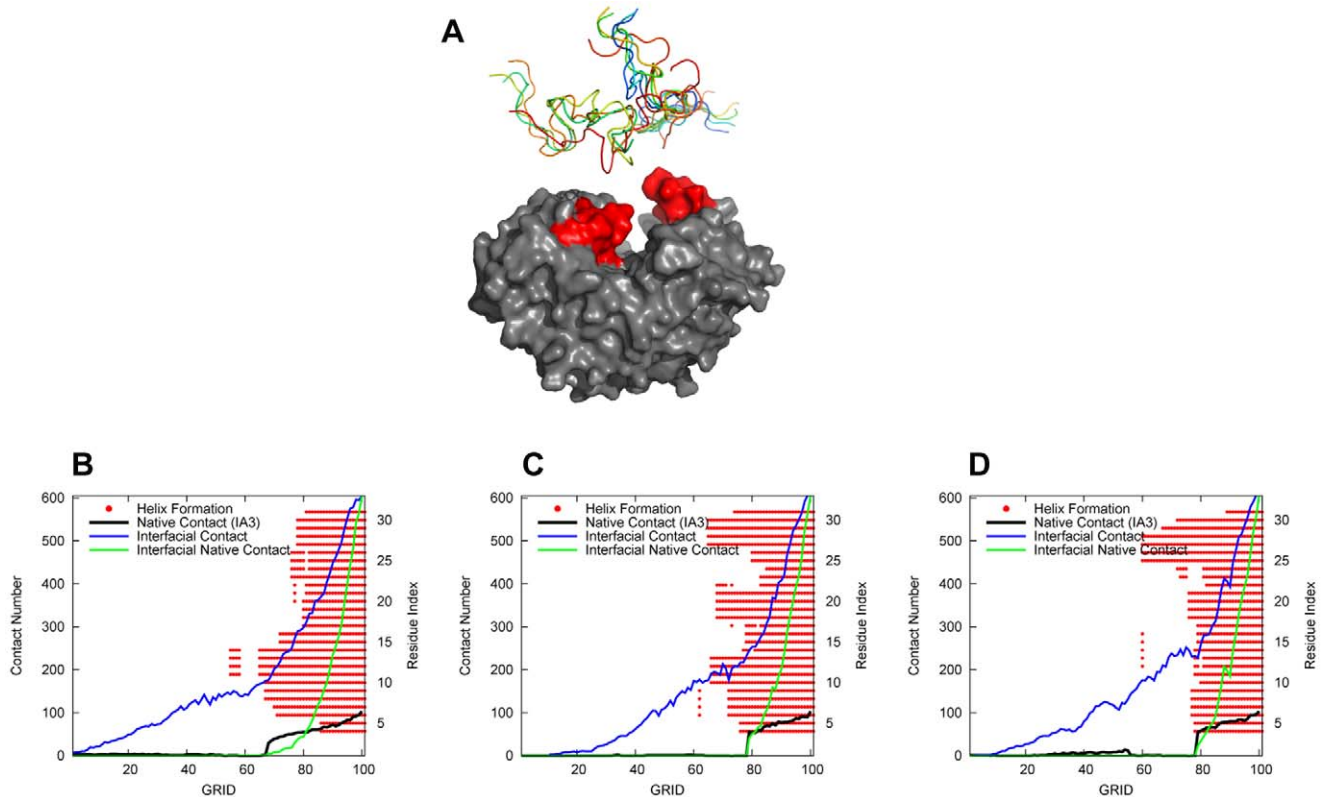 A
B
600
500
400
300
200
100
0
Contact Number
Helix Formation
Native Contact (IA3)
Interfacial Contact
Interfacial Native Contact
30
25
20
15
10
5
Residue Index
20 40 60 80 100
GRID
C
600
500
400
300
200
100
0
Contact Number
Helix Formation
Native Contact (IA3)
Interfacial Contact
Interfacial Native Contact
30
25
20
15
10
5
Residue Index
20 40 60 80 100
GRID
D
600
500
400
300
200
100
0
Contact Number
Helix Formation
Native Contact (IA3)
Interfacial Contact
Interfacial Native Contact
30
25
20
15
10
5
Residue Index
20 40 60 80 100
GRID